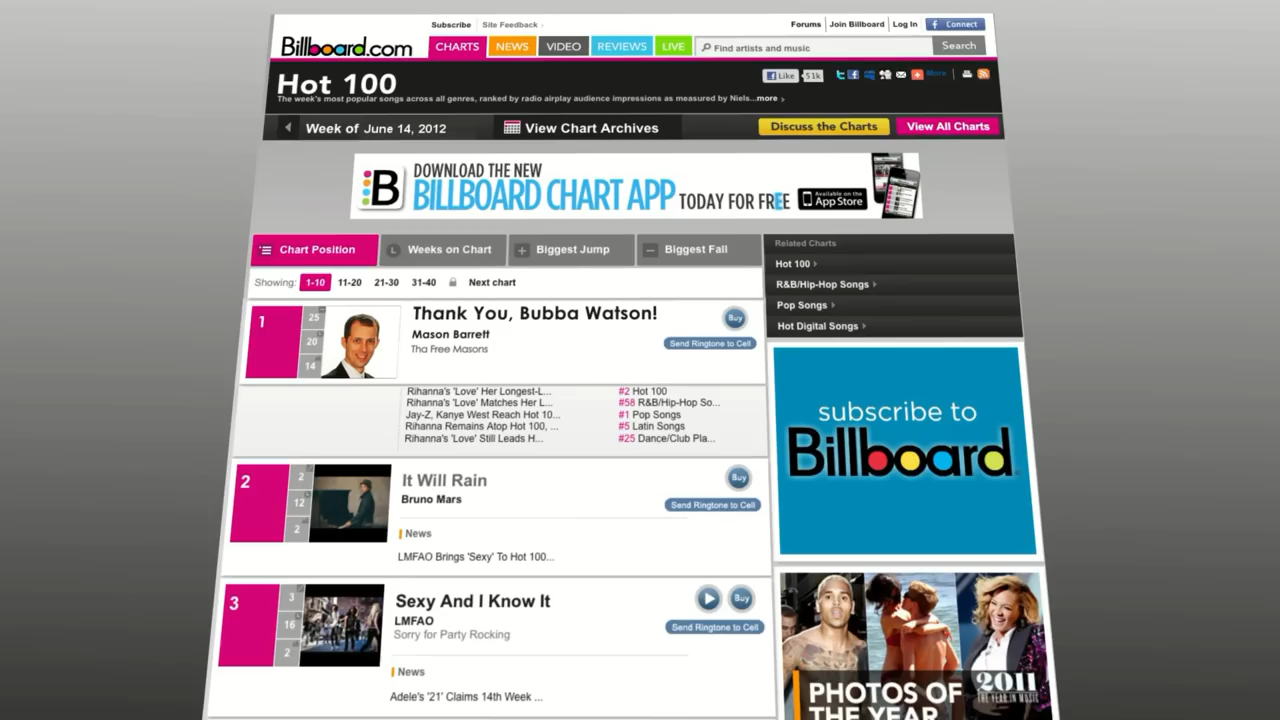 Subscribe Site Feedback
Forums Join Billboard Log In Connect
Billboard.com CHARTS NEWS VIDEO REVIEWS LIVE Find artists and music Search
Hot 100
Like 51k More
The week's most popular songs across all genres, ranked by radio airplay audience impressions as measured by Niels...more
Week of June 14, 2012 View Chart Archives Discuss the Charts View All Charts
B DOWNLOAD THE NEW
BILLBOARD CHART APP TODAY FOR FREE Available on the App Store
Chart Position Weeks on Chart Biggest Jump Biggest Fall
Showing: 1-10 11-20 21-30 31-40 Next chart
Related Charts
Hot 100
R&B/Hip-Hop Songs
Pop Songs
Hot Digital Songs
1 25 20 14
Thank You, Bubba Watson! Buy
Mason Barrett Send Ringtone to Cell
Tha Free Masons
Rihanna's 'Love' Her Longest-L... #2 Hot 100
Rihanna's 'Love' Matches Her L... #58 R&B/Hip-Hop So...
Jay-Z, Kanye West Reach Hot 10... #1 Pop Songs
Rihanna Remains Atop Hot 100, ... #5 Latin Songs
Rihanna's 'Love' Still Leads H... #25 Dance/Club Pla...
2 2 12 2
It Will Rain Buy
Bruno Mars Send Ringtone to Cell
News
LMFAO Brings 'Sexy' To Hot 100...
3 3 16 2
Sexy And I Know It Buy
LMFAO Send Ringtone to Cell
Sorry for Party Rocking
News
Adele's '21' Claims 14th Week ...
subscribe to
Billboard
PHOTOS OF
THE YEAR
2011
THE YEAR IN MUSIC